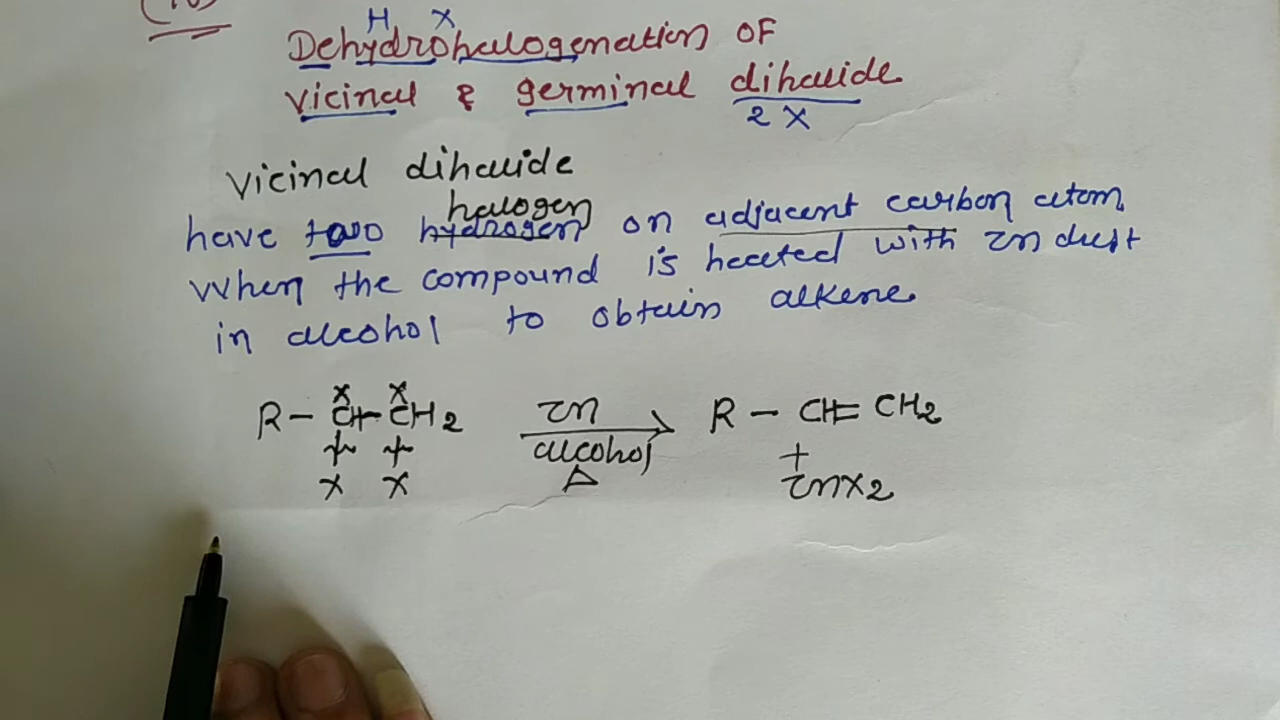 (10)
H X
Dehydrohalogenation OF
vicinal & germinal dihalide
2 X
Vicinal dihalide
halogen
have two hydrogen on adjacent carbon atom
When the compound is heated with zn dust
in alcohol to obtain alkene
x x
R - CH - CH2 zn R - CH = CH2
alcohol +
x x Δ znx2